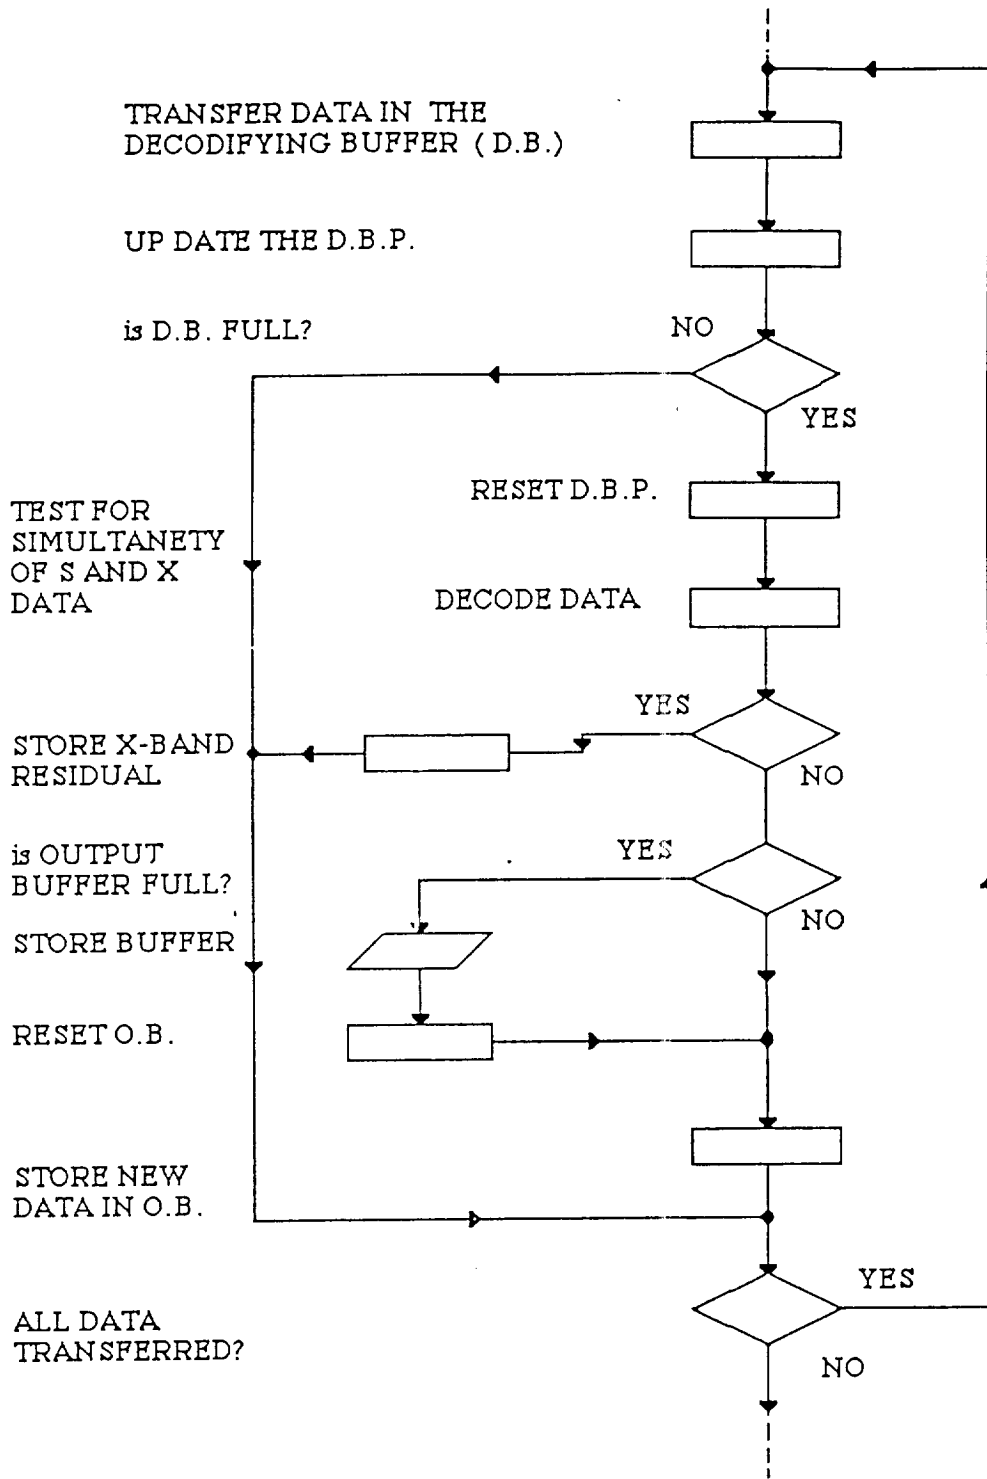 TRANSFER DATA IN THE
DECODIFYING BUFFER ( D.B.)
UP DATE THE D.B.P.
is D.B. FULL?
NO
YES
RESET D.B.P.
TEST FOR
SIMULTANETY
OF S AND X
DATA
DECODE DATA
YES
STORE X-BAND
RESIDUAL
NO
is OUTPUT
BUFFER FULL?
YES
NO
STORE BUFFER
RESET O.B.
STORE NEW
DATA IN O.B.
YES
ALL DATA
TRANSFERRED?
NO